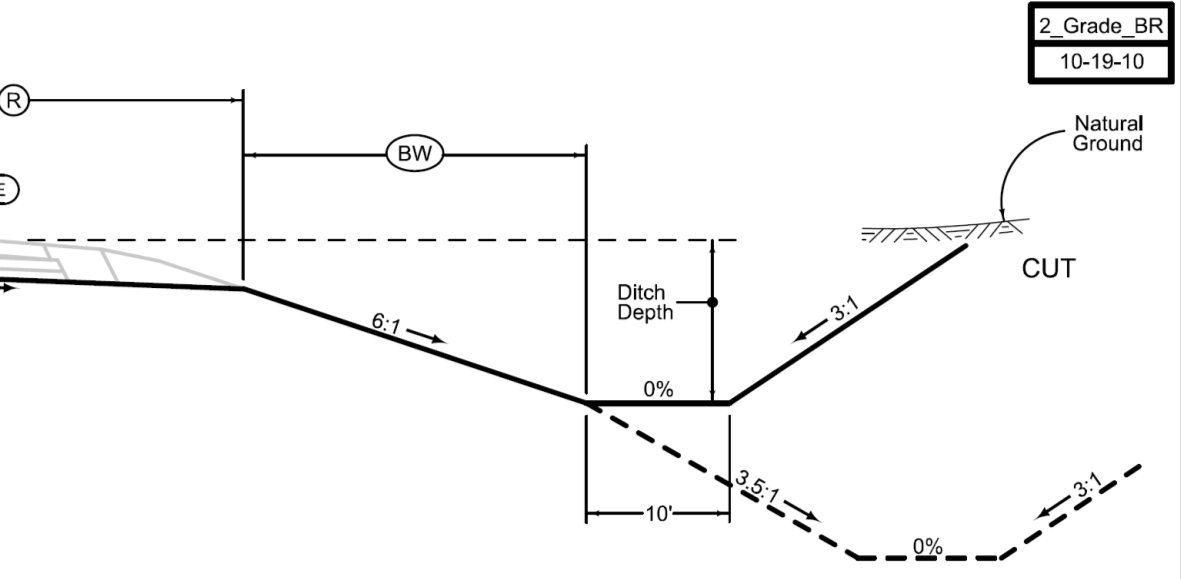 2_Grade_BR
10-19-10
R
BW
E
Natural
Ground
CUT
Ditch
Depth
6:1
3:1
0%
3.5:1
10'
3:1
0%